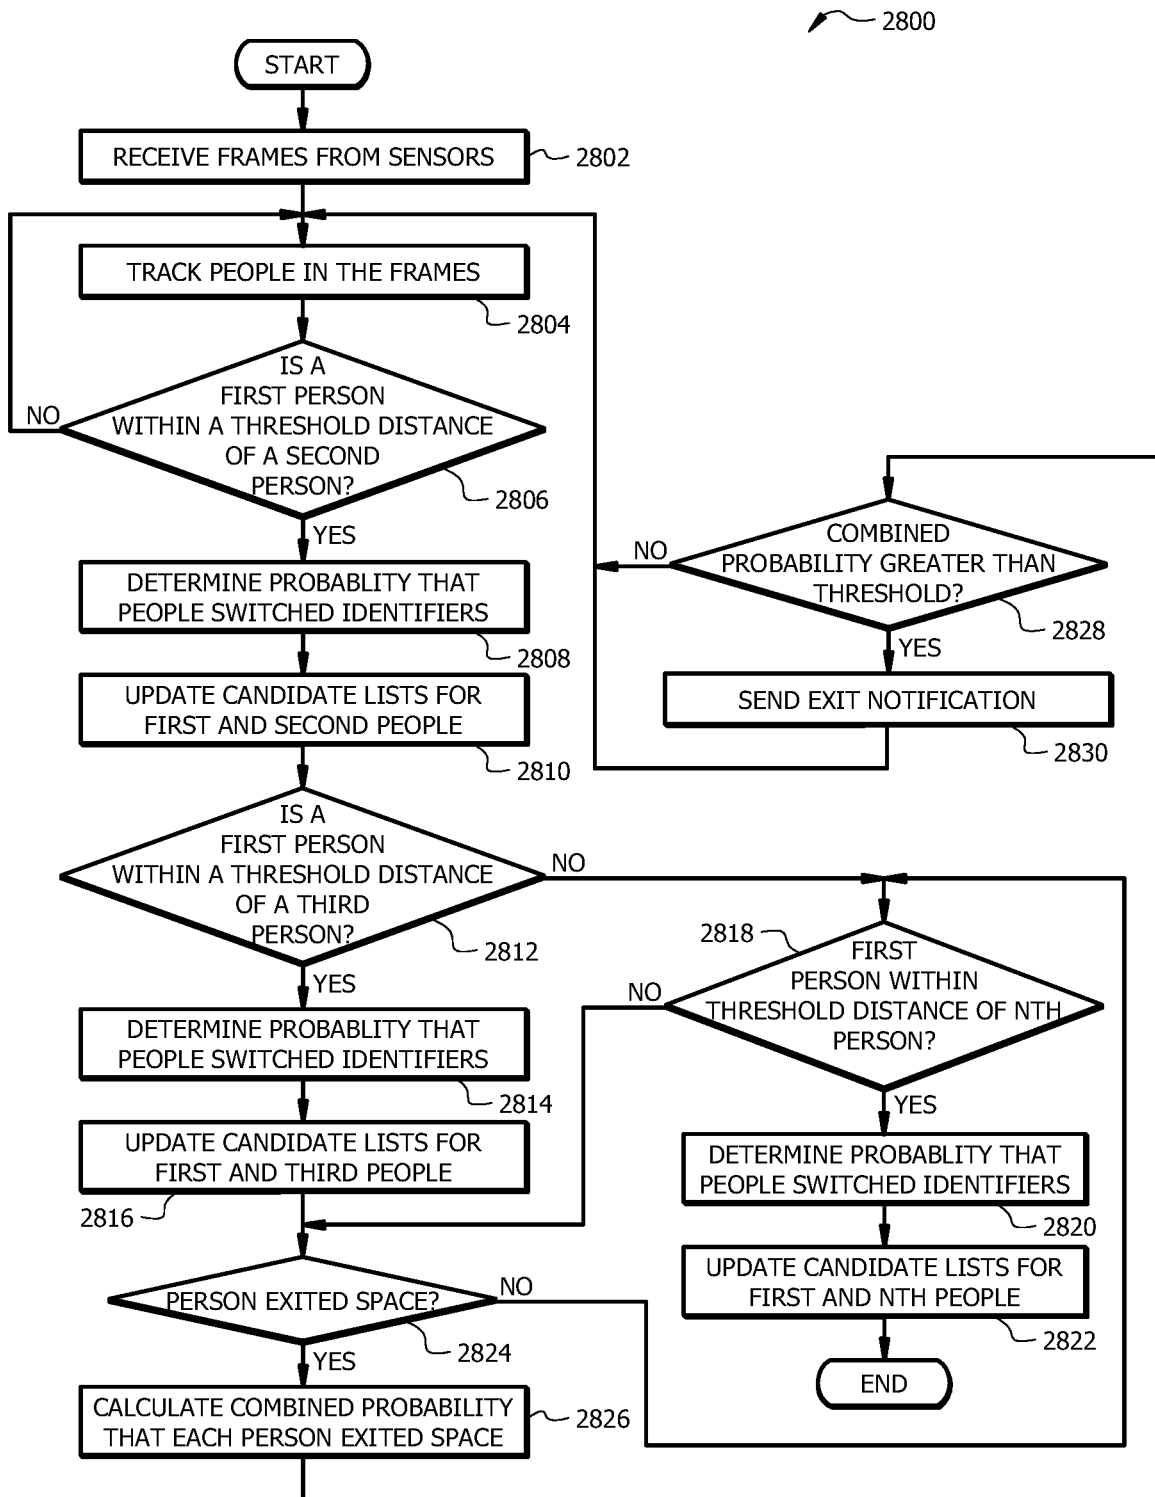 2800
START
RECEIVE FRAMES FROM SENSORS
2802
TRACK PEOPLE IN THE FRAMES
2804
IS A
FIRST PERSON
WITHIN A THRESHOLD DISTANCE
OF A SECOND
PERSON?
NO
2806
YES
DETERMINE PROBABLITY THAT
PEOPLE SWITCHED IDENTIFIERS
2808
UPDATE CANDIDATE LISTS FOR
FIRST AND SECOND PEOPLE
2810
IS A
FIRST PERSON
WITHIN A THRESHOLD DISTANCE
OF A THIRD
PERSON?
NO
2812
YES
DETERMINE PROBABLITY THAT
PEOPLE SWITCHED IDENTIFIERS
2814
UPDATE CANDIDATE LISTS FOR
FIRST AND THIRD PEOPLE
2816
PERSON EXITED SPACE?
NO
2824
YES
CALCULATE COMBINED PROBABILITY
THAT EACH PERSON EXITED SPACE
2826
COMBINED
PROBABILITY GREATER THAN
THRESHOLD?
NO
2828
YES
SEND EXIT NOTIFICATION
2830
2818
FIRST
PERSON WITHIN
THRESHOLD DISTANCE OF NTH
PERSON?
NO
YES
DETERMINE PROBABLITY THAT
PEOPLE SWITCHED IDENTIFIERS
2820
UPDATE CANDIDATE LISTS FOR
FIRST AND NTH PEOPLE
2822
END